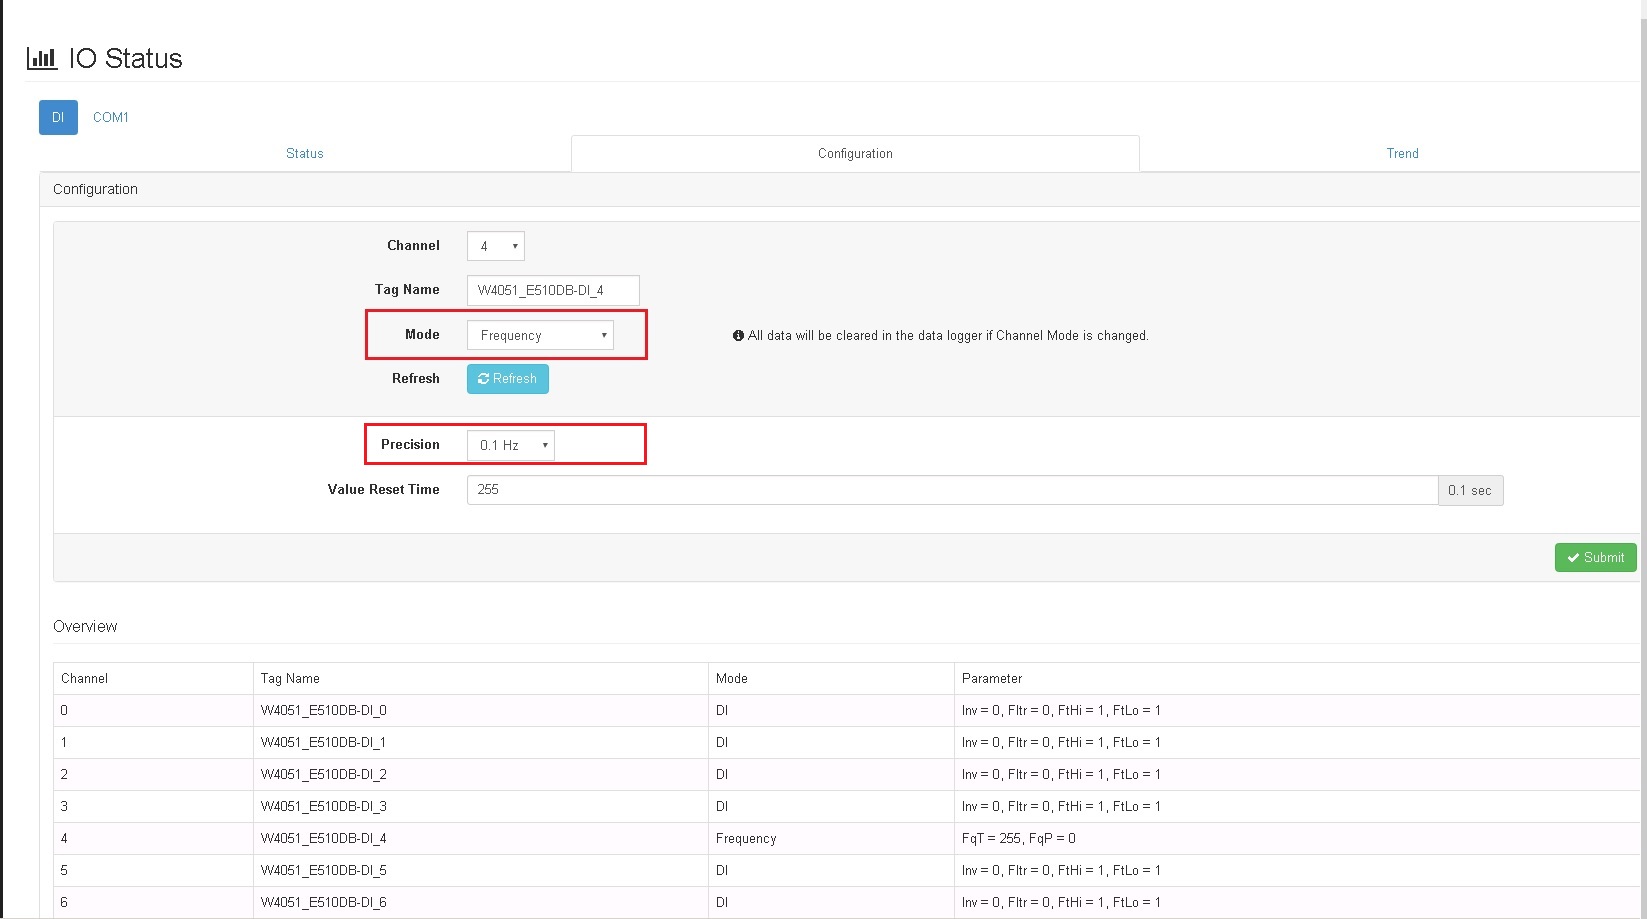 IO Status
DI COM1
Status Configuration Trend
Configuration
Channel 4
Tag Name W4051_E510DB-DI_4
Mode Frequency All data will be cleared in the data logger if Channel Mode is changed.
Refresh Refresh
Precision 0.1 Hz
Value Reset Time 255 0.1 sec
Submit
Overview
Channel Tag Name Mode Parameter
0 W4051_E510DB-DI_0 DI Inv = 0, Fltr = 0, FtHi = 1, FtLo = 1
1 W4051_E510DB-DI_1 DI Inv = 0, Fltr = 0, FtHi = 1, FtLo = 1
2 W4051_E510DB-DI_2 DI Inv = 0, Fltr = 0, FtHi = 1, FtLo = 1
3 W4051_E510DB-DI_3 DI Inv = 0, Fltr = 0, FtHi = 1, FtLo = 1
4 W4051_E510DB-DI_4 Frequency FqT = 255, FqP = 0
5 W4051_E510DB-DI_5 DI Inv = 0, Fltr = 0, FtHi = 1, FtLo = 1
6 W4051_E510DB-DI_6 DI Inv = 0, Fltr = 0, FtHi = 1, FtLo = 1